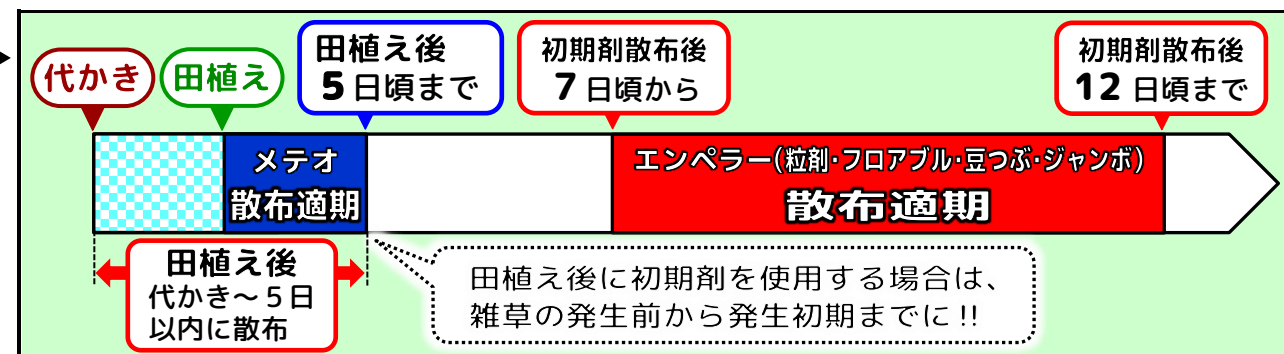 代かき
田植え
田植え後
5日頃まで
初期剤散布後
7日頃から
初期剤散布後
12日頃まで
メテオ
散布適期
エンペラー(粒剤・フロアブル・豆つぶ・ジャンボ)
散布適期
田植え後
代かき～５日
以内に散布
田植え後に初期剤を使用する場合は、
雑草の発生前から発生初期までに!!